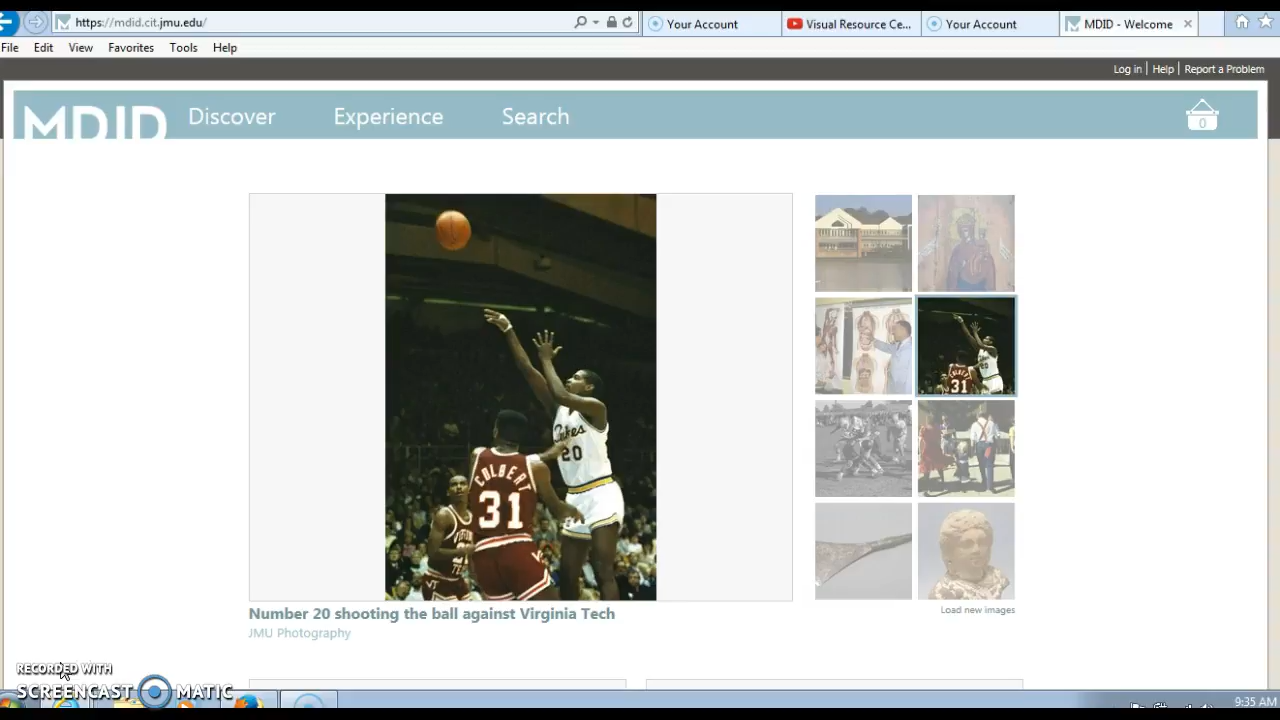 https://mdid.cit.jmu.edu/
Your Account
Visual Resource Ce...
Your Account
MDID - Welcome
File Edit View Favorites Tools Help
Log in | Help | Report a Problem
MDID Discover Experience Search
0
20
COLBERT
31
Number 20 shooting the ball against Virginia Tech
JMU Photography
31
20
Load new images
RECORDED WITH
SCREENCAST MATIC
9:35 AM